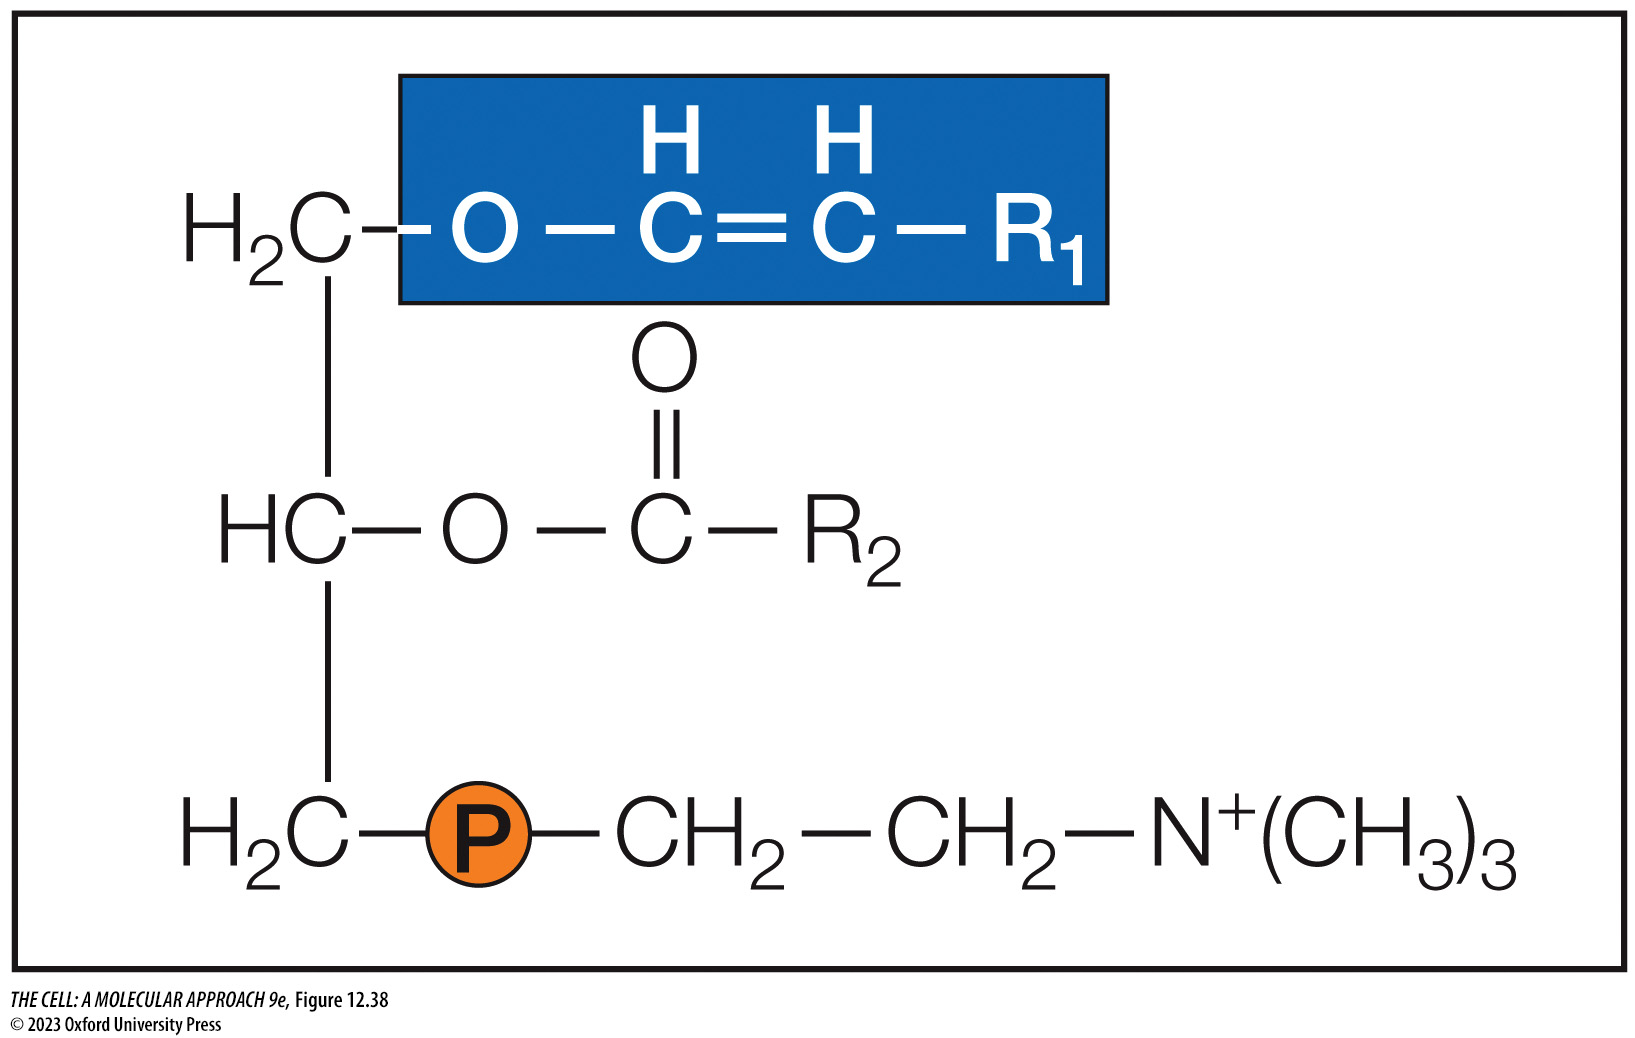 H H
H₂C—O—C=C—R₁
O
HC—O—C—R₂
H₂C—P—CH₂—CH₂—N⁺(CH₃)₃
THE CELL: A MOLECULAR APPROACH 9e, Figure 12.38
© 2023 Oxford University Press